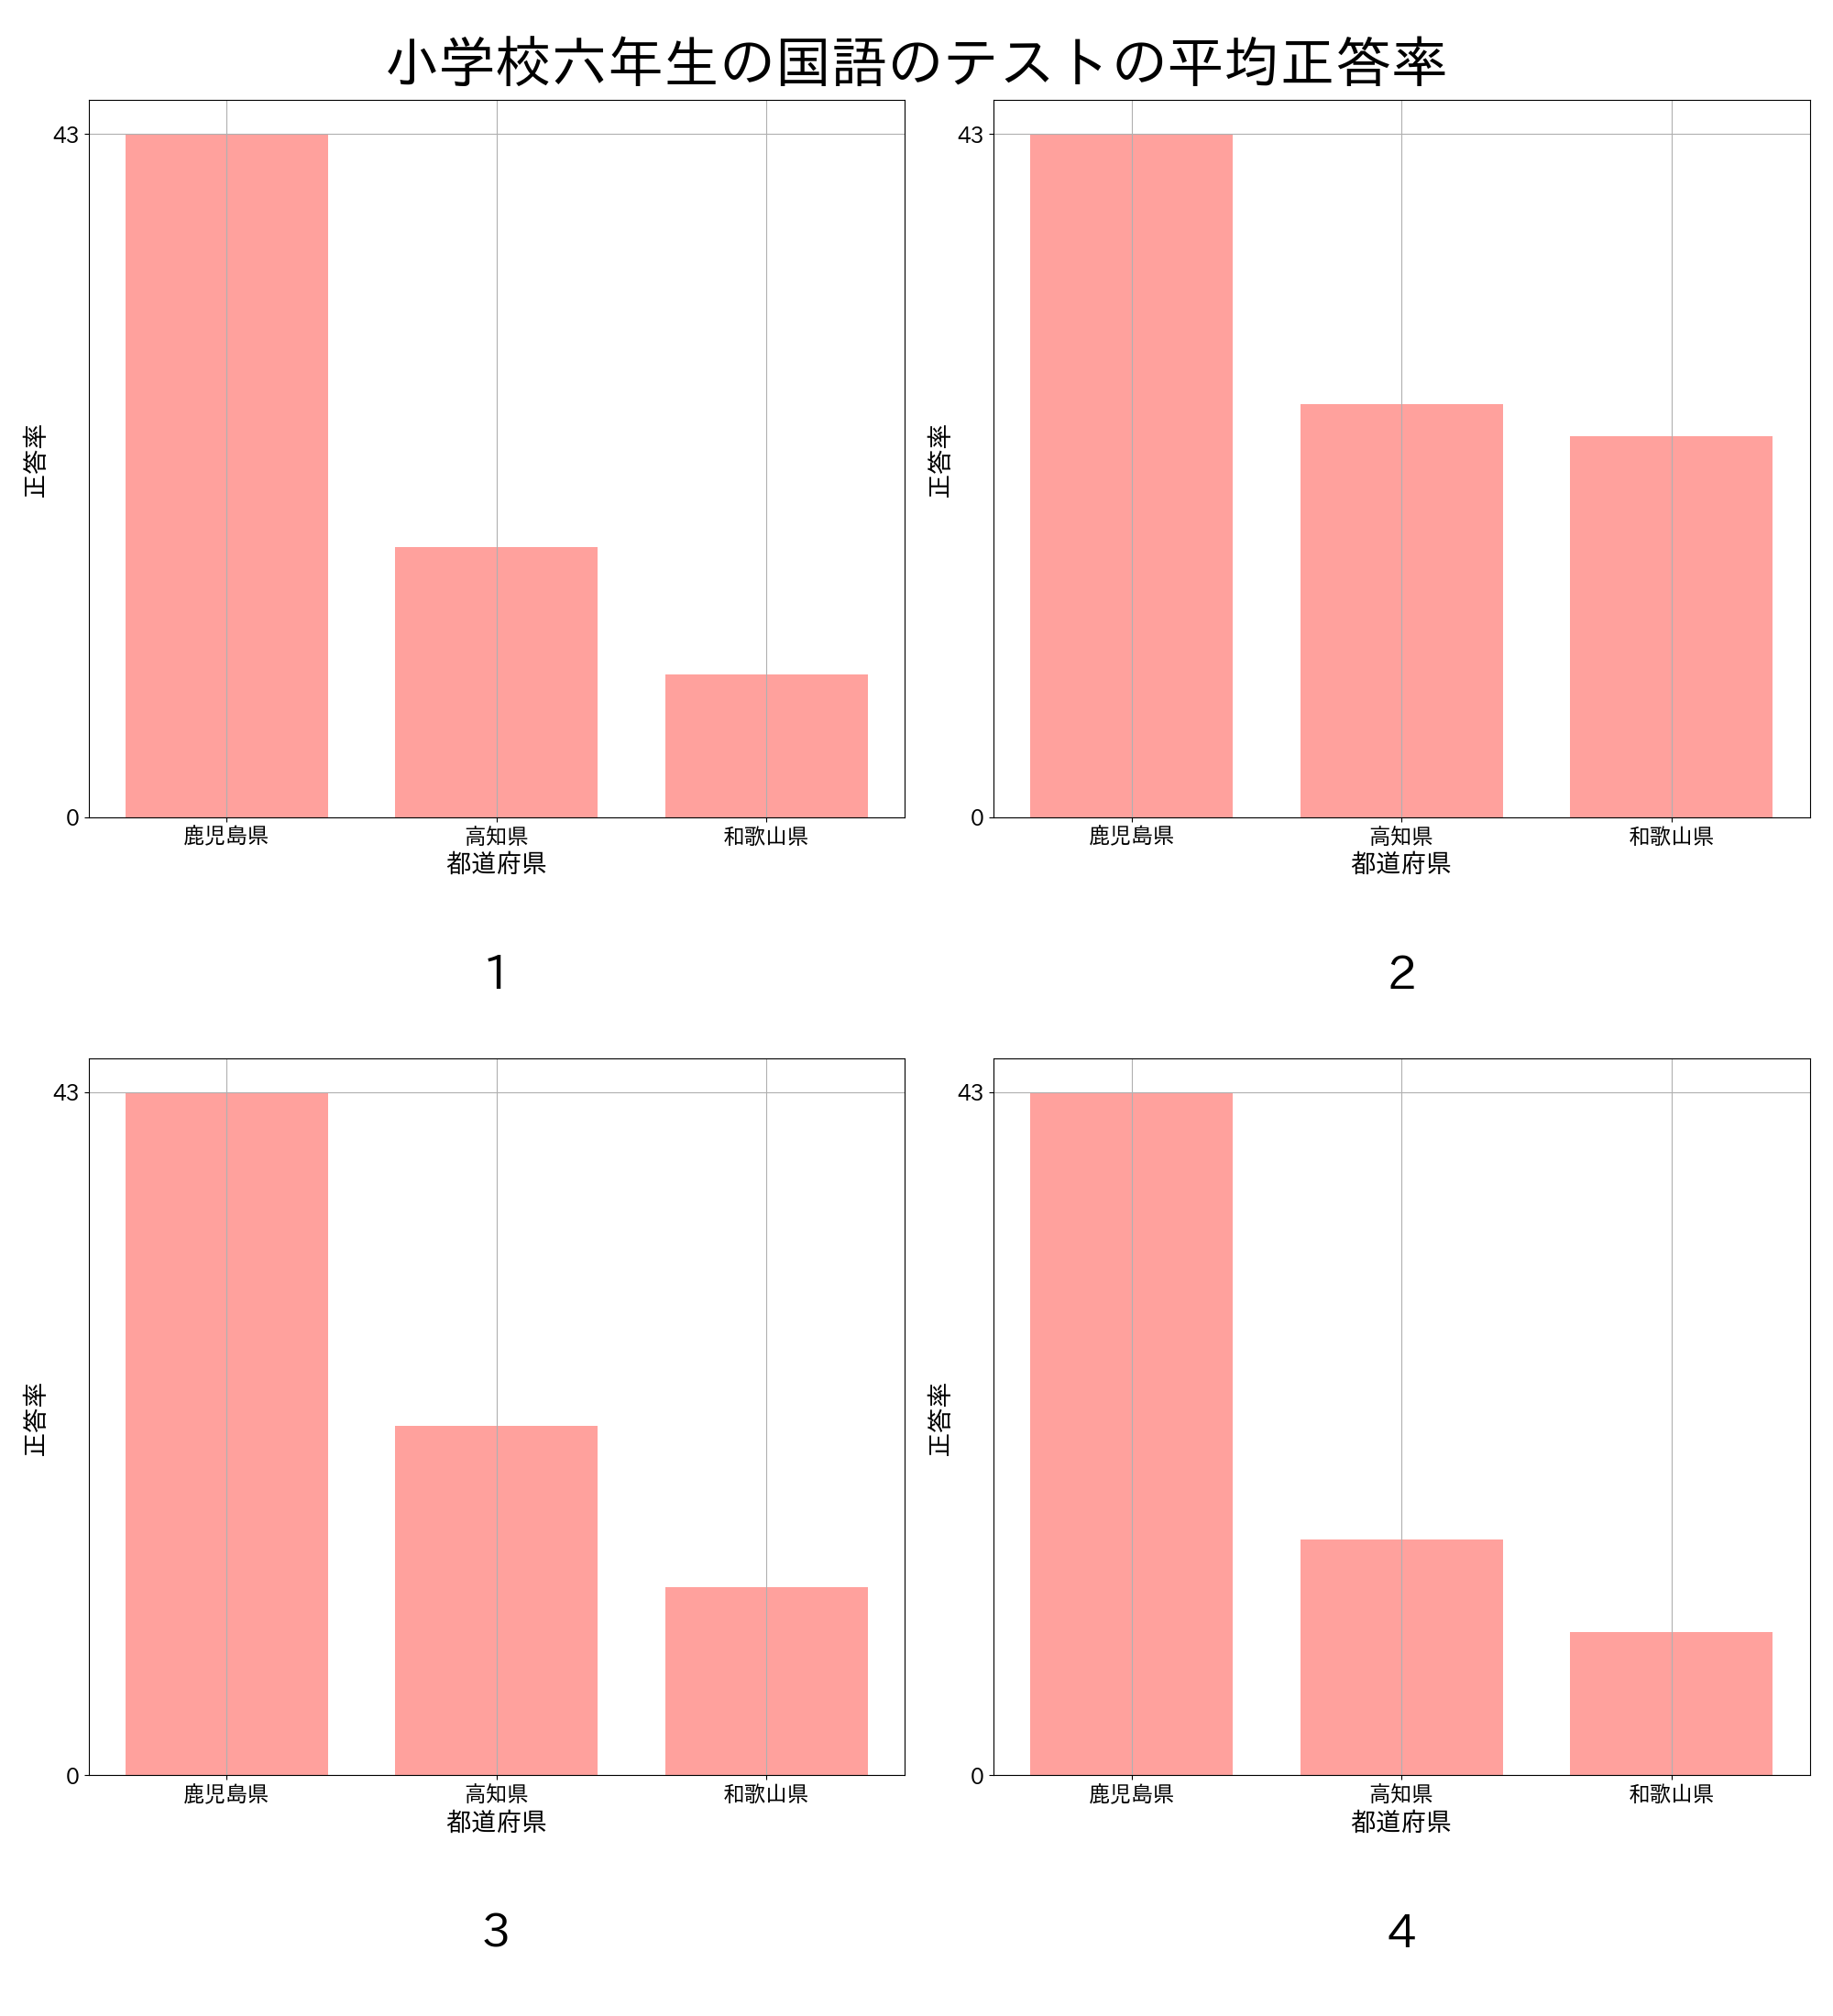 小学校六年生の国語のテストの平均正答率
43
0
正答率
鹿児島県 高知県 和歌山県
都道府県
1
43
0
正答率
鹿児島県 高知県 和歌山県
都道府県
2
43
0
正答率
鹿児島県 高知県 和歌山県
都道府県
3
43
0
正答率
鹿児島県 高知県 和歌山県
都道府県
4